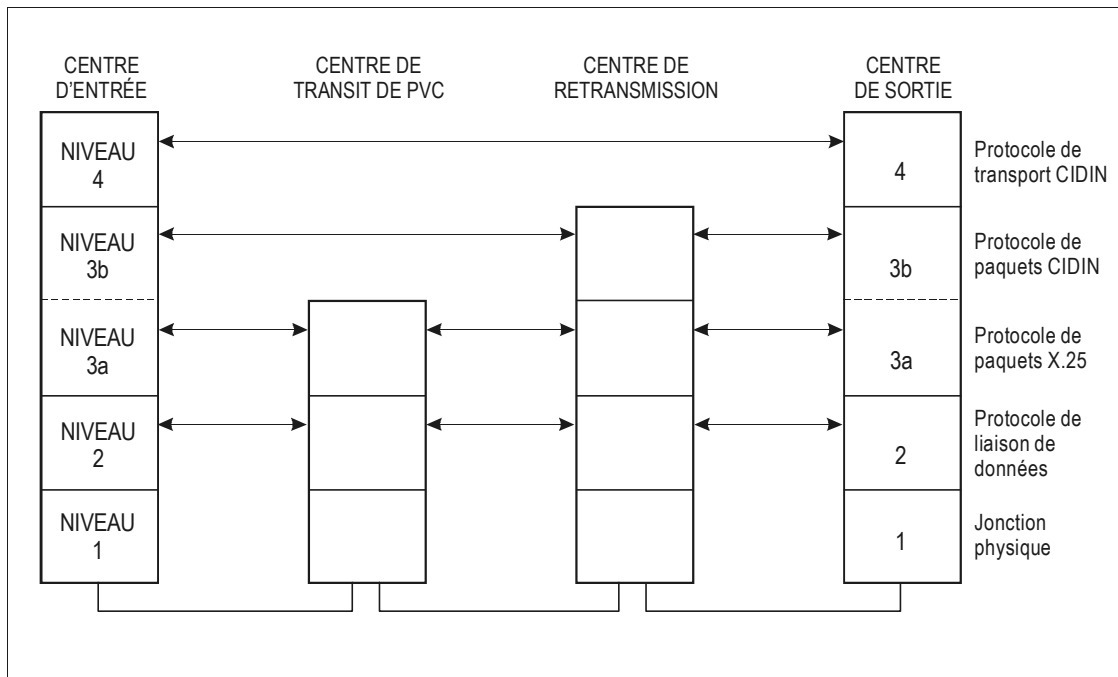 CENTRE
D'ENTRÉE
CENTRE DE
TRANSIT DE PVC
CENTRE DE
RETRANSMISSION
CENTRE
DE SORTIE
NIVEAU
4
4
Protocole de
transport CIDIN
NIVEAU
3b
3b
Protocole de
paquets CIDIN
NIVEAU
3a
3a
Protocole de
paquets X.25
NIVEAU
2
2
Protocole de
liaison de
données
NIVEAU
1
1
Jonction
physique